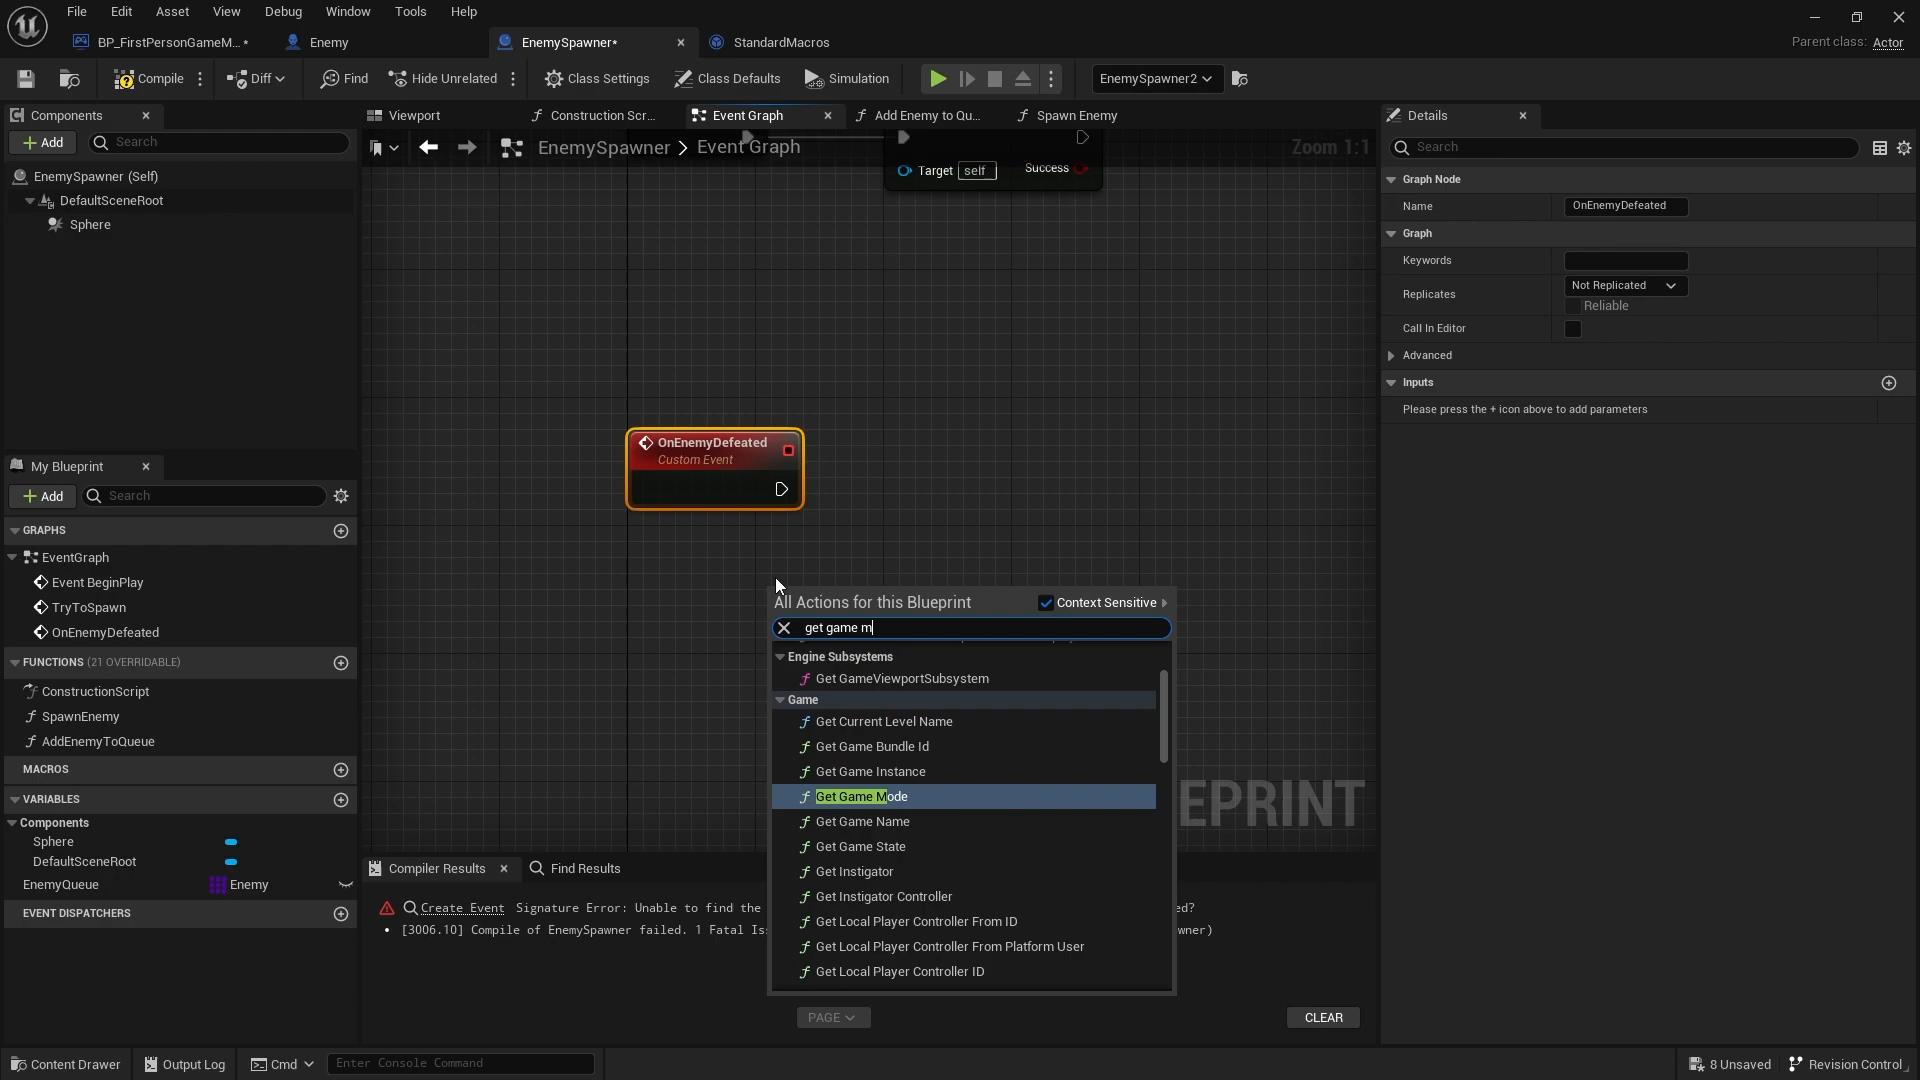 File Edit Asset View Debug Window Tools Help
BP_FirstPersonGameM...* Enemy EnemySpawner* StandardMacros
Parent class: Actor
Compile Diff Find Hide Unrelated Class Settings Class Defaults Simulation EnemySpawner2
Components
Viewport Construction Scr... Event Graph Add Enemy to Qu... Spawn Enemy
Details
Add Search
EnemySpawner > Event Graph
Zoom 1:1
Search
Target self Success
EnemySpawner (Self)
DefaultSceneRoot
Sphere
Graph Node
Name OnEnemyDefeated
Graph
Keywords
Replicates Not Replicated
Reliable
Call In Editor
Advanced
Inputs
Please press the + icon above to add parameters
OnEnemyDefeated
Custom Event
My Blueprint
Add Search
GRAPHS
EventGraph
Event BeginPlay
TryToSpawn
OnEnemyDefeated
FUNCTIONS (21 OVERRIDABLE)
ConstructionScript
SpawnEnemy
AddEnemyToQueue
MACROS
VARIABLES
Components
Sphere
DefaultSceneRoot
EnemyQueue Enemy
EVENT DISPATCHERS
All Actions for this Blueprint Context Sensitive
get game m
Engine Subsystems
Get GameViewportSubsystem
Game
Get Current Level Name
Get Game Bundle Id
Get Game Instance
Get Game Mode
Get Game Name
Get Game State
Get Instigator
Get Instigator Controller
Get Local Player Controller From ID
Get Local Player Controller From Platform User
Get Local Player Controller ID
EPRINT
Compiler Results Find Results
Create Event Signature Error: Unable to find the ed?
[3006.10] Compile of EnemySpawner failed. 1 Fatal Is wner)
PAGE CLEAR
Content Drawer Output Log Cmd Enter Console Command 8 Unsaved Revision Control